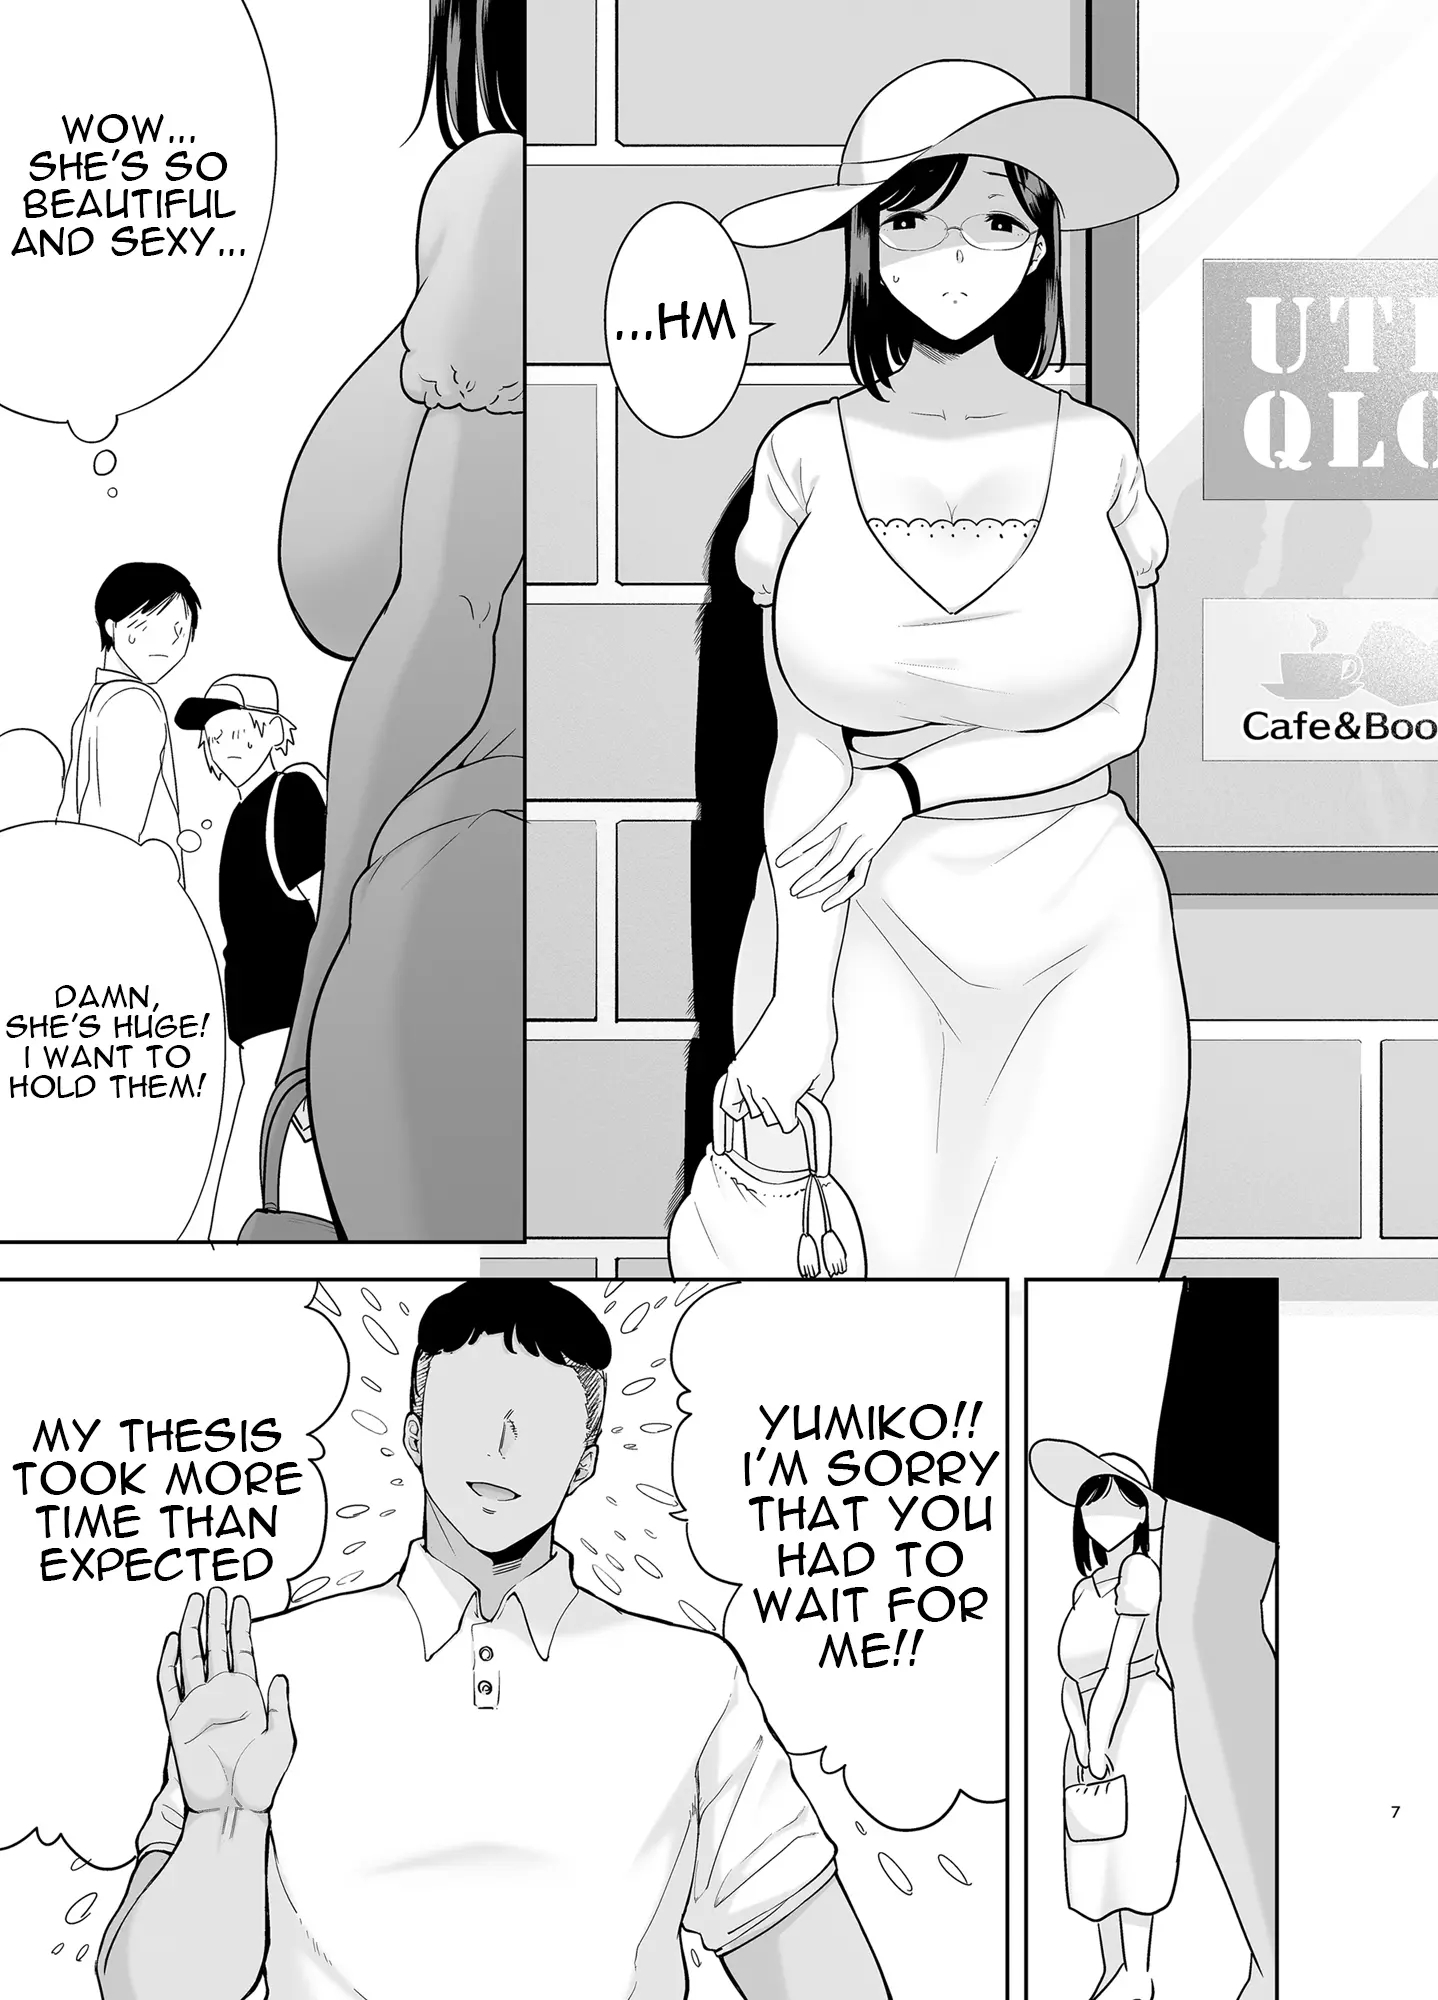 ...HM
UTI
QLO
Cafe&Boo
WOW...
SHE'S SO
BEAUTIFUL
AND SEXY...
DAMN,
SHE'S HUGE!
I WANT TO
HOLD THEM!
YUMIKO!!
I'M SORRY
THAT YOU
HAD TO
WAIT FOR
ME!!
MY THESIS
TOOK MORE
TIME THAN
EXPECTED
7